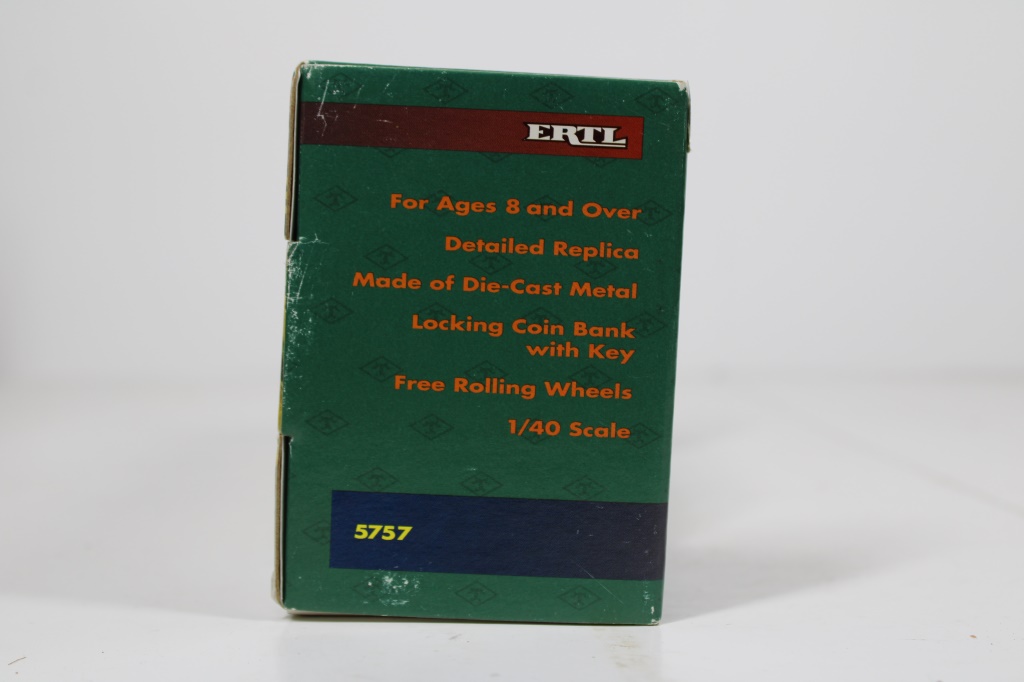 ERTL
For Ages 8 and Over
Detailed Replica
Made of Die-Cast Metal
Locking Coin Bank
with Key
Free Rolling Wheels
1/40 Scale
5757